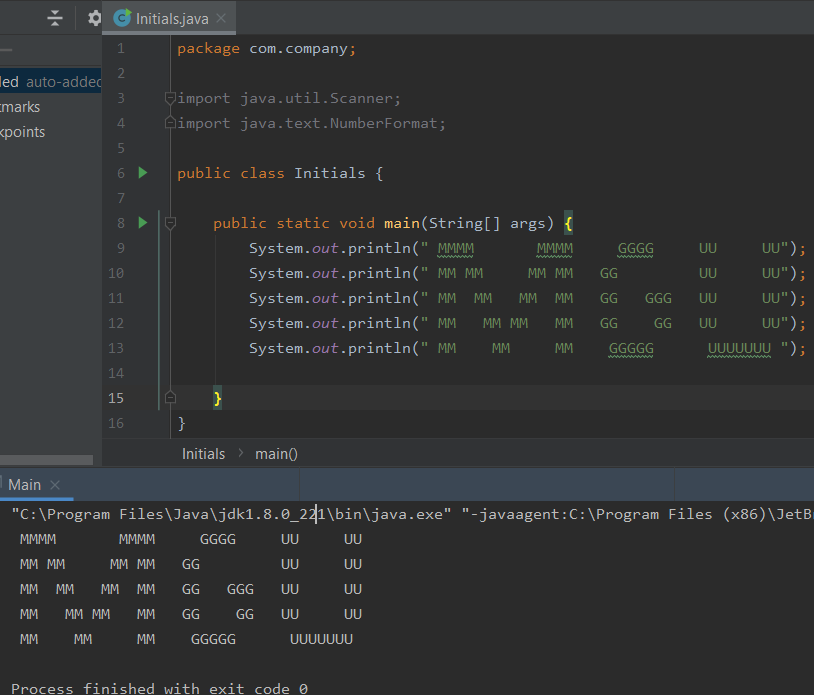 Initials.java
led auto-added
1 package com.company;
2
marks
3 import java.util.Scanner;
4 import java.text.NumberFormat;
kpoints
5
6 public class Initials {
7
8     public static void main(String[] args) {
9         System.out.println(" MMMM       MMMM     GGGG     UU     UU");
10         System.out.println(" MM MM     MM MM   GG         UU     UU");
11         System.out.println(" MM  MM   MM  MM   GG   GGG   UU     UU");
12         System.out.println(" MM   MM MM   MM   GG    GG   UU     UU");
13         System.out.println(" MM    MM     MM    GGGGG      UUUUUUU ");
14
15     }
16 }
Initials > main()
Main
"C:\Program Files\Java\jdk1.8.0_221\bin\java.exe" "-javaagent:C:\Program Files (x86)\JetB
 MMMM       MMMM     GGGG     UU     UU
 MM MM     MM MM   GG         UU     UU
 MM  MM   MM  MM   GG   GGG   UU     UU
 MM   MM MM   MM   GG    GG   UU     UU
 MM    MM     MM    GGGGG      UUUUUUU
Process finished with exit code 0